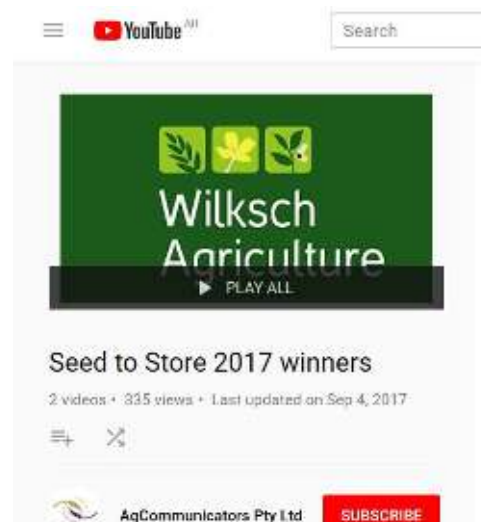 YouTube AU
Search
Wilksch
Agriculture
PLAY ALL
Seed to Store 2017 winners
2 videos • 335 views • Last updated on Sep 4, 2017
AgCommunicators Pty Ltd
SUBSCRIBE